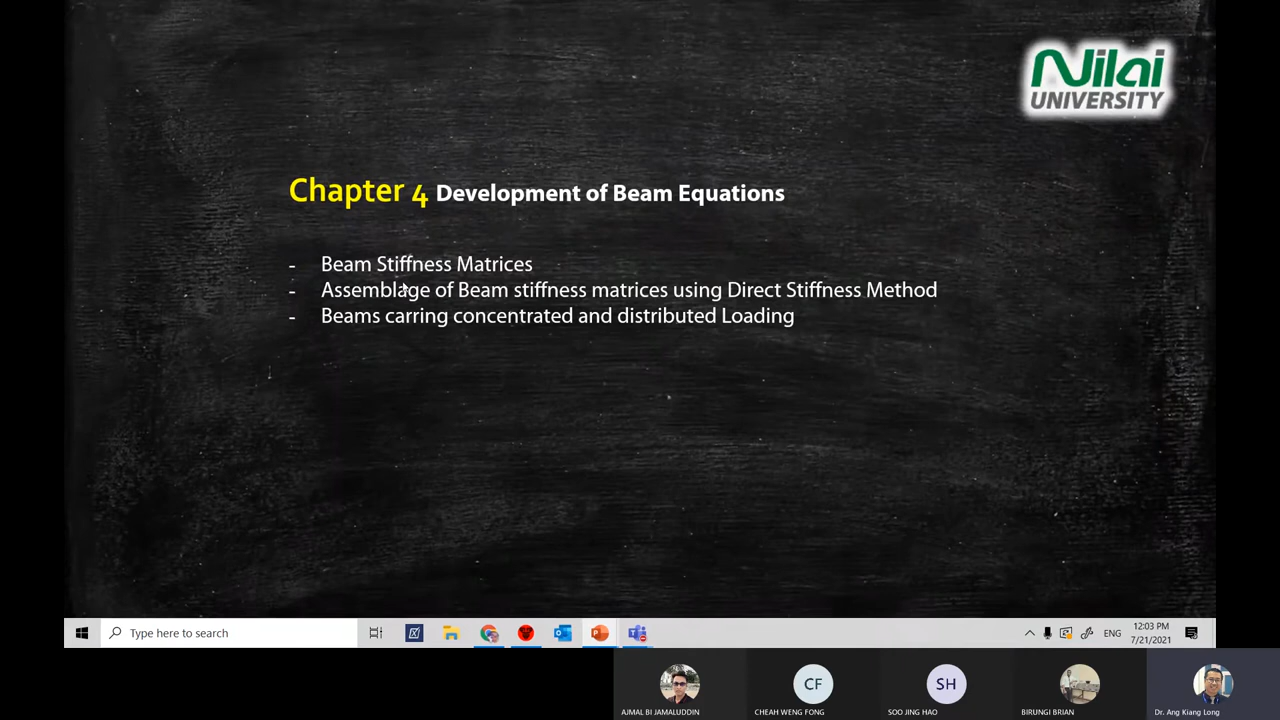 Nilai
UNIVERSITY
Chapter 4 Development of Beam Equations
- Beam Stiffness Matrices
- Assemblage of Beam stiffness matrices using Direct Stiffness Method
- Beams carring concentrated and distributed Loading
Type here to search
ENG
12:03 PM
7/21/2021
CF
SH
AJMAL BI JAMALUDDIN
CHEAH WENG FONG
SOO JING HAO
BIRUNGI BRIAN
Dr. Ang Kiang Long